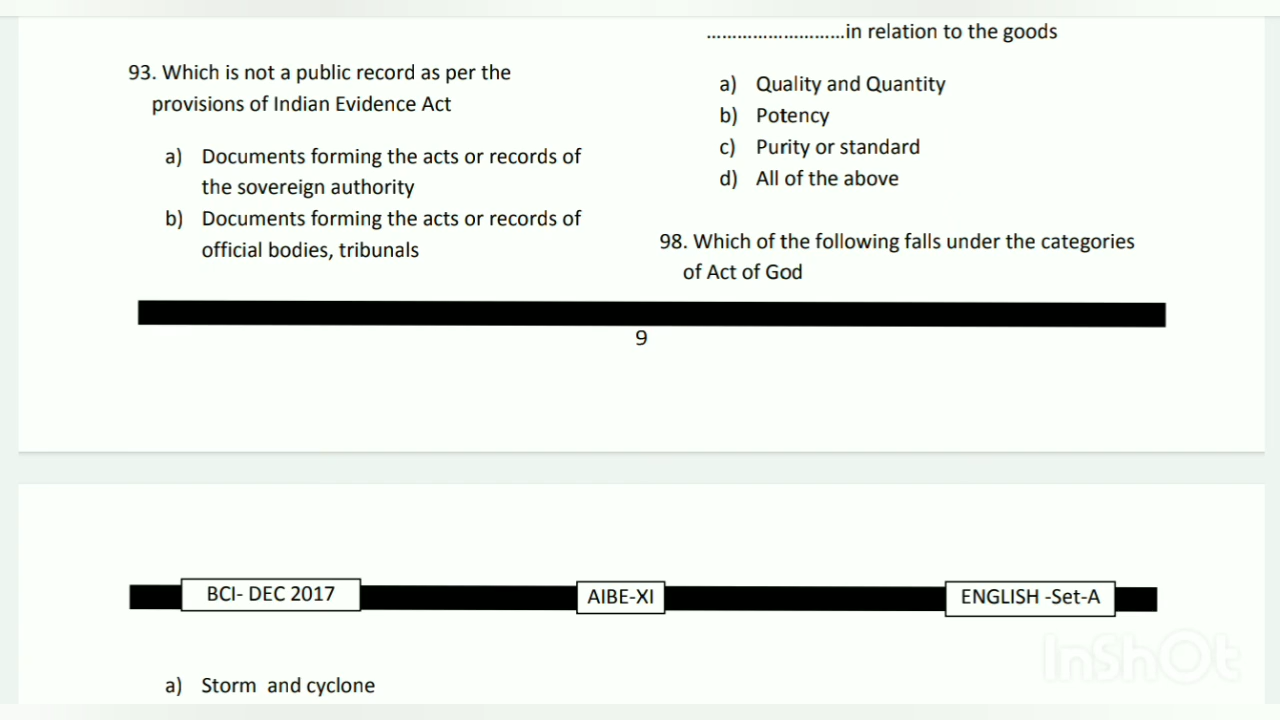 93. Which is not a public record as per the
provisions of Indian Evidence Act
a) Documents forming the acts or records of
the sovereign authority
b) Documents forming the acts or records of
official bodies, tribunals
...........................in relation to the goods
a) Quality and Quantity
b) Potency
c) Purity or standard
d) All of the above
98. Which of the following falls under the categories
of Act of God
9
BCI- DEC 2017
AIBE-XI
ENGLISH -Set-A
a) Storm and cyclone
InShOt